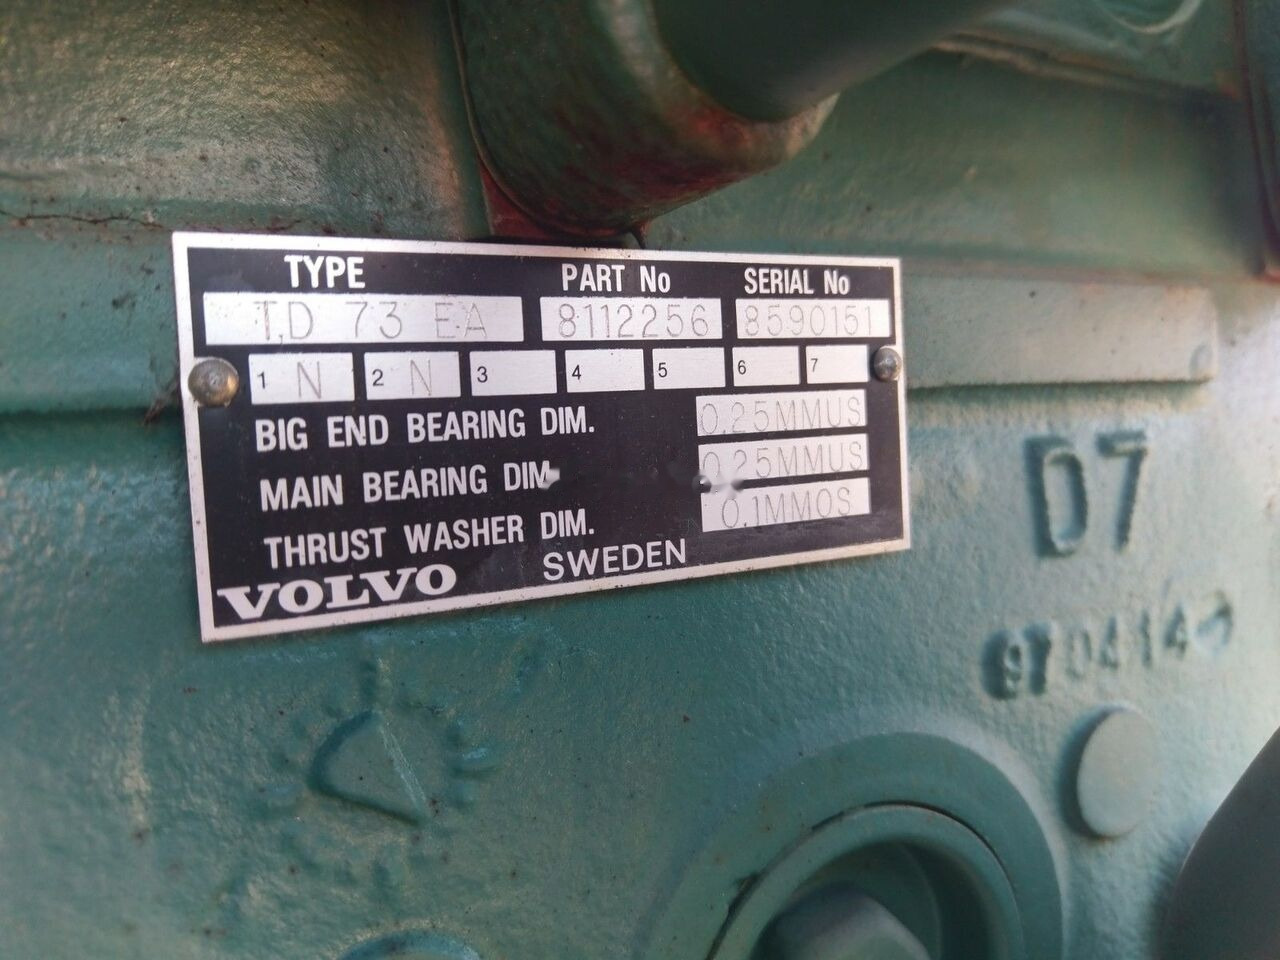 TYPE PART No SERIAL No
T.D 73 EA 8112256 8590151
1 N 2 N 3 4 5 6 7
BIG END BEARING DIM. 0.25MMUS
MAIN BEARING DIM 0.25MMUS
THRUST WASHER DIM. 0.1MMOS
VOLVO SWEDEN
D7
970414